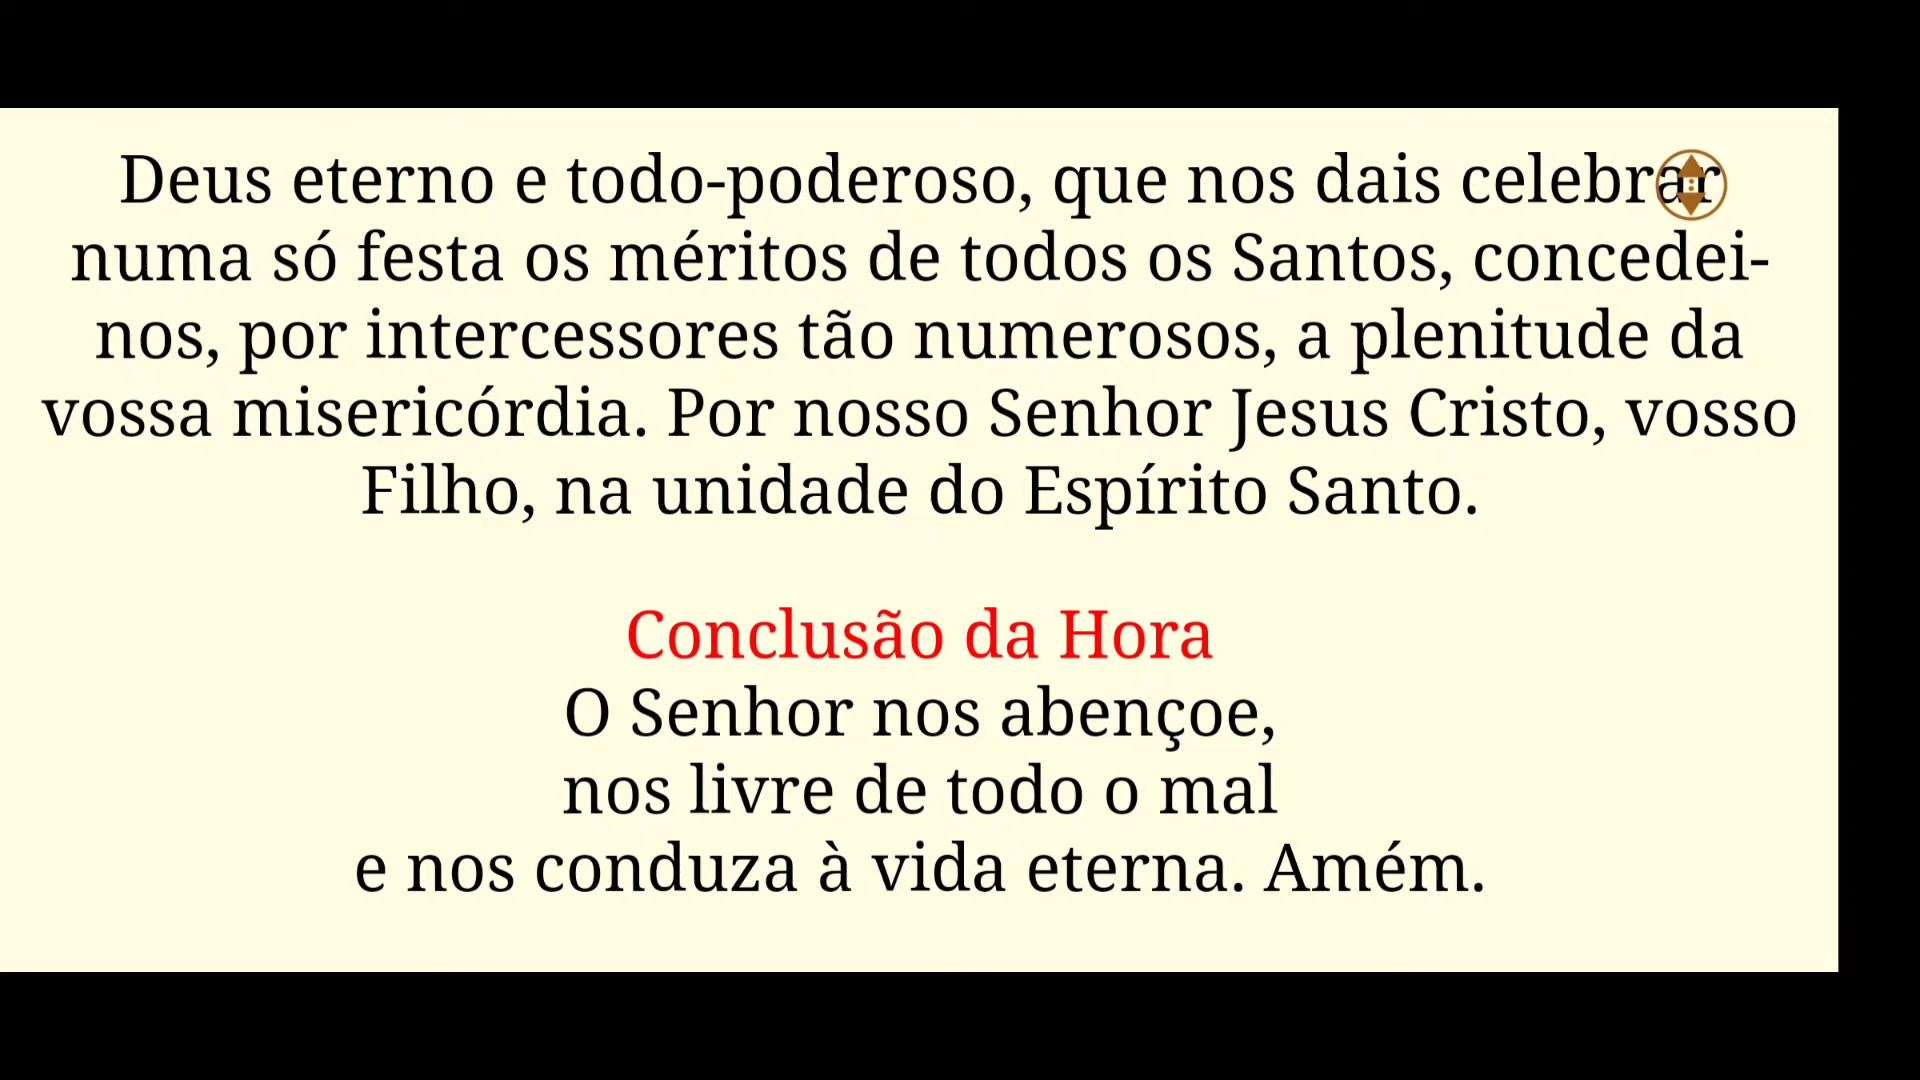 Deus eterno e todo-poderoso, que nos dais celebrar
numa só festa os méritos de todos os Santos, concedei-
nos, por intercessores tão numerosos, a plenitude da
vossa misericórdia. Por nosso Senhor Jesus Cristo, vosso
Filho, na unidade do Espírito Santo.
Conclusão da Hora
O Senhor nos abençoe,
nos livre de todo o mal
e nos conduza à vida eterna. Amém.